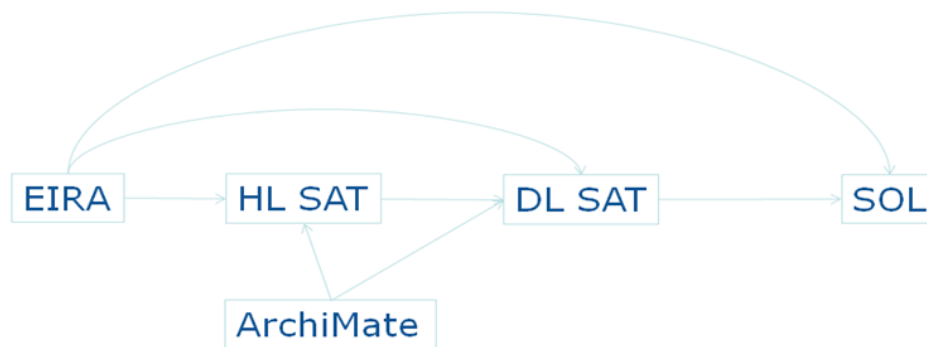 EIRA
HL SAT
DL SAT
SOL
ArchiMate